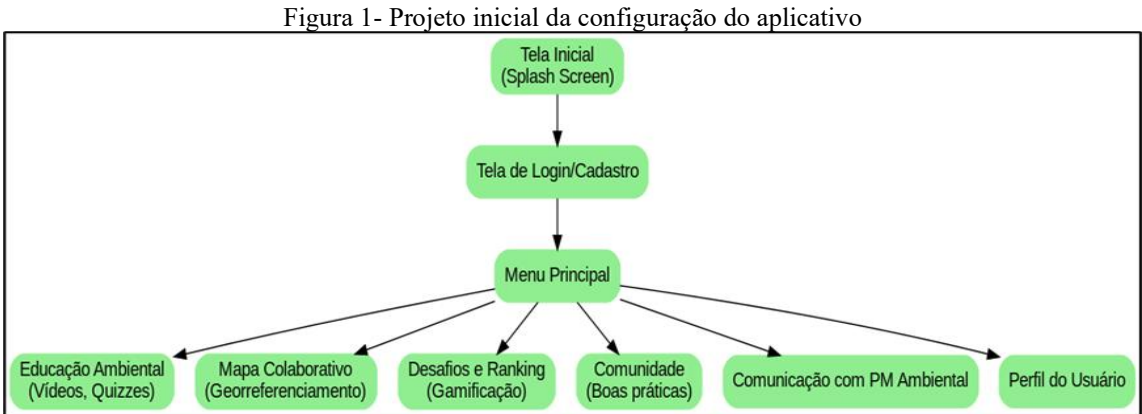 Figura 1- Projeto inicial da configuração do aplicativo
Tela Inicial
(Splash Screen)
Tela de Login/Cadastro
Menu Principal
Educação Ambiental
(Vídeos, Quizzes)
Mapa Colaborativo
(Georreferenciamento)
Desafios e Ranking
(Gamificação)
Comunidade
(Boas práticas)
Comunicação com PM Ambiental
Perfil do Usuário